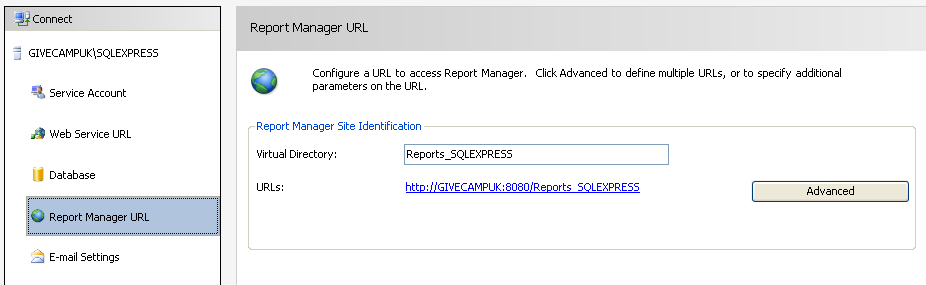 Connect
GIVECAMPUK\SQLEXPRESS
Service Account
Web Service URL
Database
Report Manager URL
E-mail Settings
Report Manager URL
Configure a URL to access Report Manager.  Click Advanced to define multiple URLs, or to specify additional
parameters on the URL.
Report Manager Site Identification
Virtual Directory:
Reports_SQLEXPRESS
URLs:
http://GIVECAMPUK:8080/Reports_SQLEXPRESS
Advanced